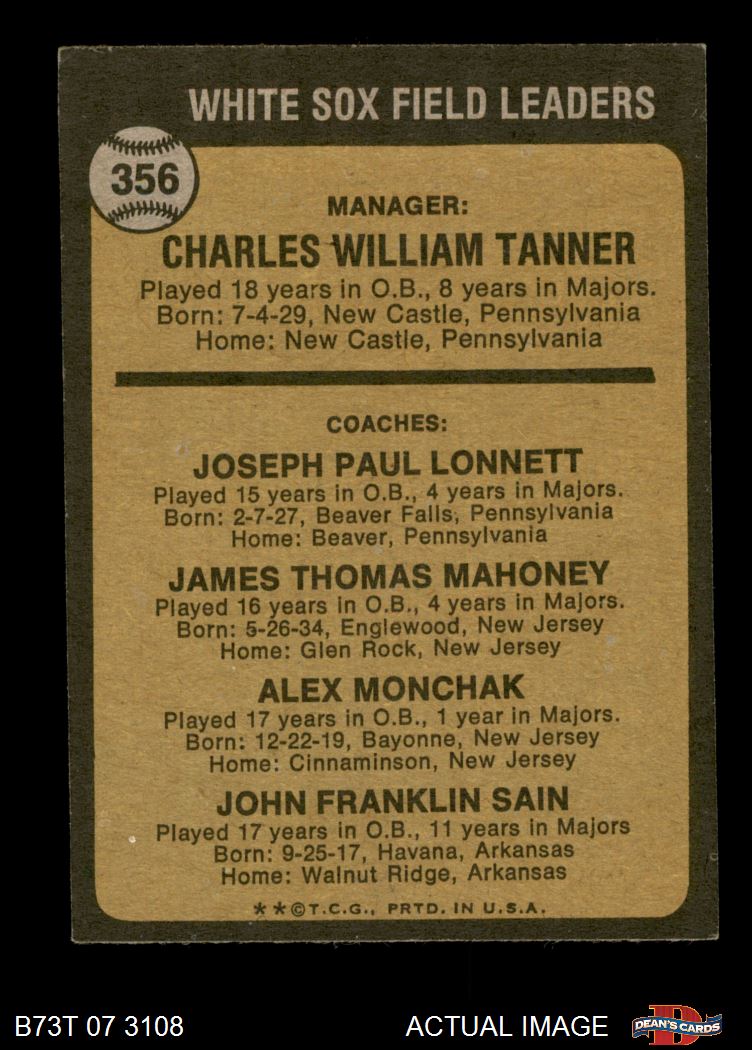 WHITE SOX FIELD LEADERS
356
MANAGER:
CHARLES WILLIAM TANNER
Played 18 years in O.B., 8 years in Majors.
Born: 7-4-29, New Castle, Pennsylvania
Home: New Castle, Pennsylvania
COACHES:
JOSEPH PAUL LONNETT
Played 15 years in O.B., 4 years in Majors.
Born: 2-7-27, Beaver Falls, Pennsylvania
Home: Beaver, Pennsylvania
JAMES THOMAS MAHONEY
Played 16 years in O.B., 4 years in Majors.
Born: 5-26-34, Englewood, New Jersey
Home: Glen Rock, New Jersey
ALEX MONCHAK
Played 17 years in O.B., 1 year in Majors.
Born: 12-22-19, Bayonne, New Jersey
Home: Cinnaminson, New Jersey
JOHN FRANKLIN SAIN
Played 17 years in O.B., 11 years in Majors
Born: 9-25-17, Havana, Arkansas
Home: Walnut Ridge, Arkansas
**©T.C.G., PRTD. IN U.S.A.
B73T 07 3108 ACTUAL IMAGE D DEAN'S CARDS